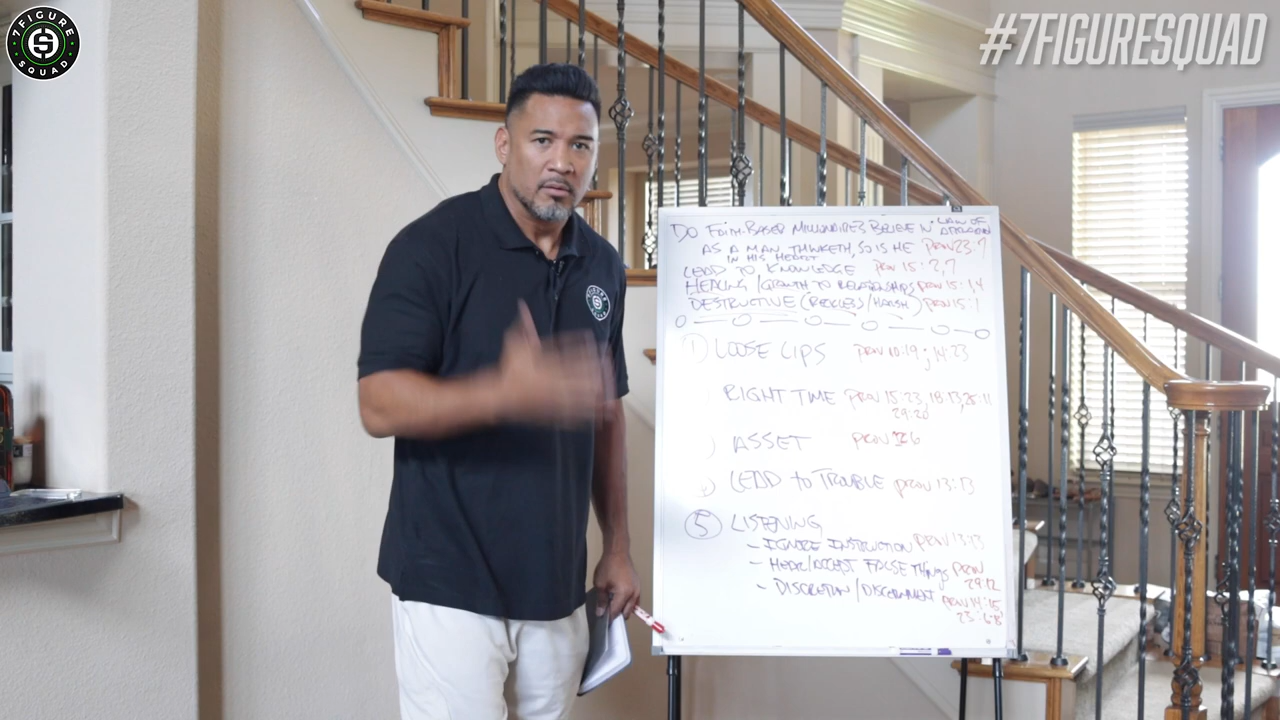 7FIGURE
SQUAD
#7FIGURESQUAD
DO FAITH-BASED MILLIONAIRES BELIEVE IN LAW OF
ATTRACTION
AS A MAN THINKETH, SO IS HE PROV 23:7
IN HIS HEART
LEAD TO KNOWLEDGE PROV 15:2,7
HEALING/GROWTH TO RELATIONSHIPS PROV 15:1,4
DESTRUCTIVE (RECKLESS/HARSH) PROV 15:1
① LOOSE LIPS PROV 10:19; 14:23
RIGHT TIME PROV 15:23, 18:13, 25:11
29:20
ASSET PROV
LEAD to TROUBLE PROV 13:13
⑤ LISTENING
- IGNORE INSTRUCTION PROV 13:13
- HEAR/ACCEPT FALSE THINGS PROV
29:12
- DISCRETION/DISCERNMENT PROV 14:15,
23:6-8